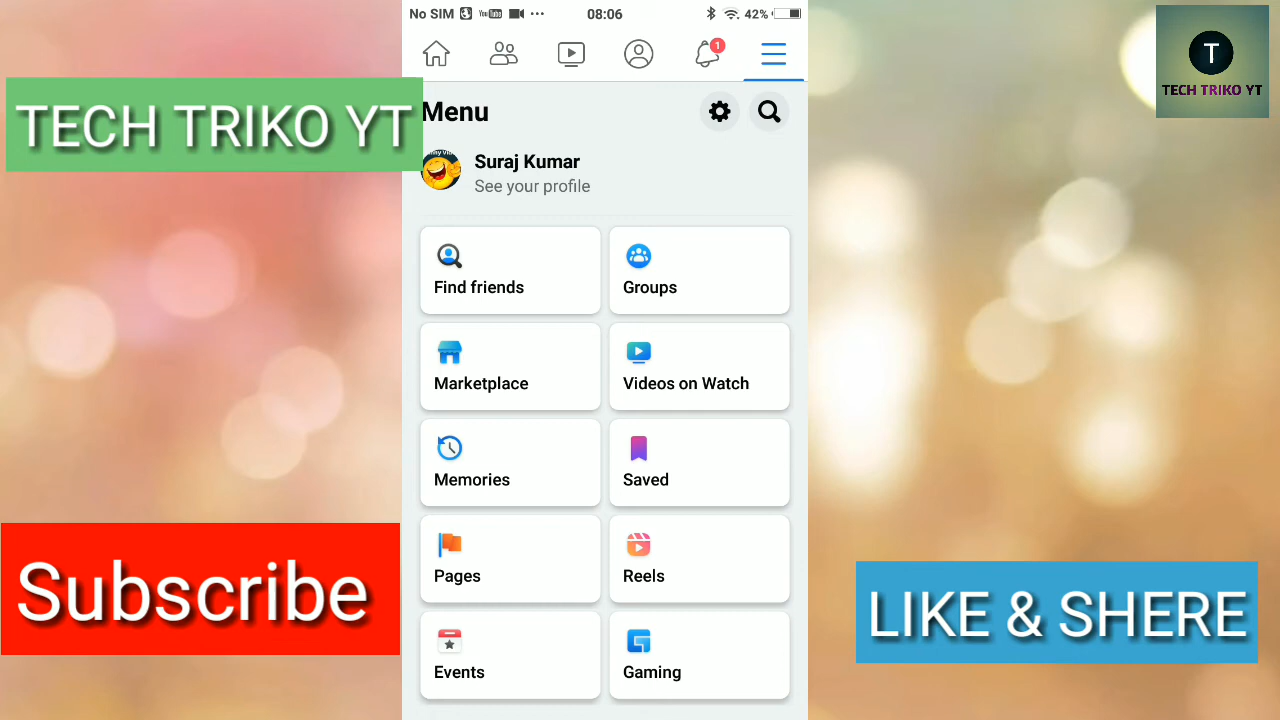 No SIM
08:06
42%
1
T
TECH TRIKO YT
TECH TRIKO YT
Menu
Suraj Kumar
See your profile
Find friends
Groups
Marketplace
Videos on Watch
Memories
Saved
Pages
Reels
Events
Gaming
Subscribe
LIKE & SHERE